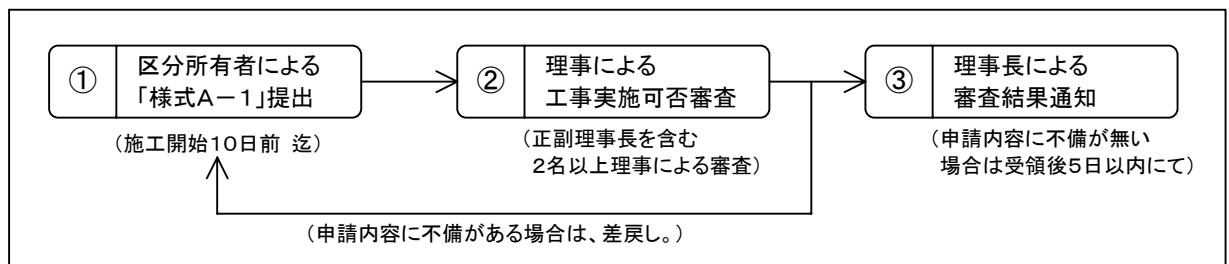 ①
区分所有者による
「様式A－1」提出
（施工開始10日前 迄）
②
理事による
工事実施可否審査
（正副理事長を含む
2名以上理事による審査）
③
理事長による
審査結果通知
（申請内容に不備が無い
場合は受領後5日以内にて）
（申請内容に不備がある場合は、差戻し。）